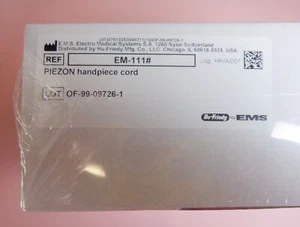 E.M.S. Electro Medical Systems S.A. 1260 Nyon Switzerland
Distributed by Hu-Friedy Mfg. Co., LLC, Chicago, IL 60618-5935, USA
REF EM-111#
PIEZON handpiece cord
LOT OF-99-09726-1
Hu-Friedy EMS